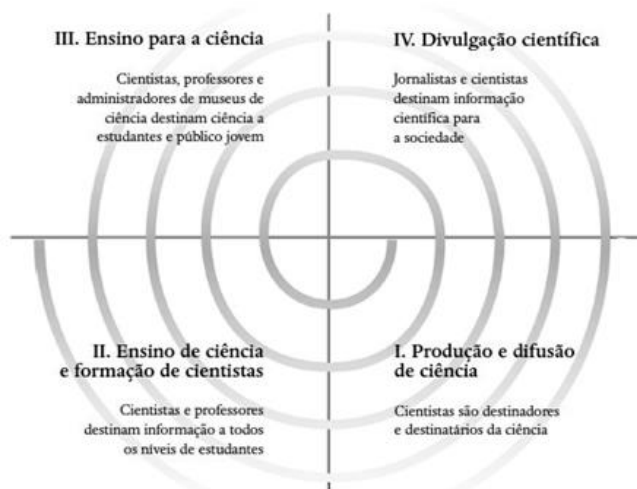 III. Ensino para a ciência
Cientistas, professores e
administradores de museus de
ciência destinam ciência a
estudantes e público jovem
IV. Divulgação científica
Jornalistas e cientistas
destinam informação
científica para
a sociedade
II. Ensino de ciência
e formação de cientistas
Cientistas e professores
destinam informação a todos
os níveis de estudantes
I. Produção e difusão
de ciência
Cientistas são destinadores
e destinatários da ciência